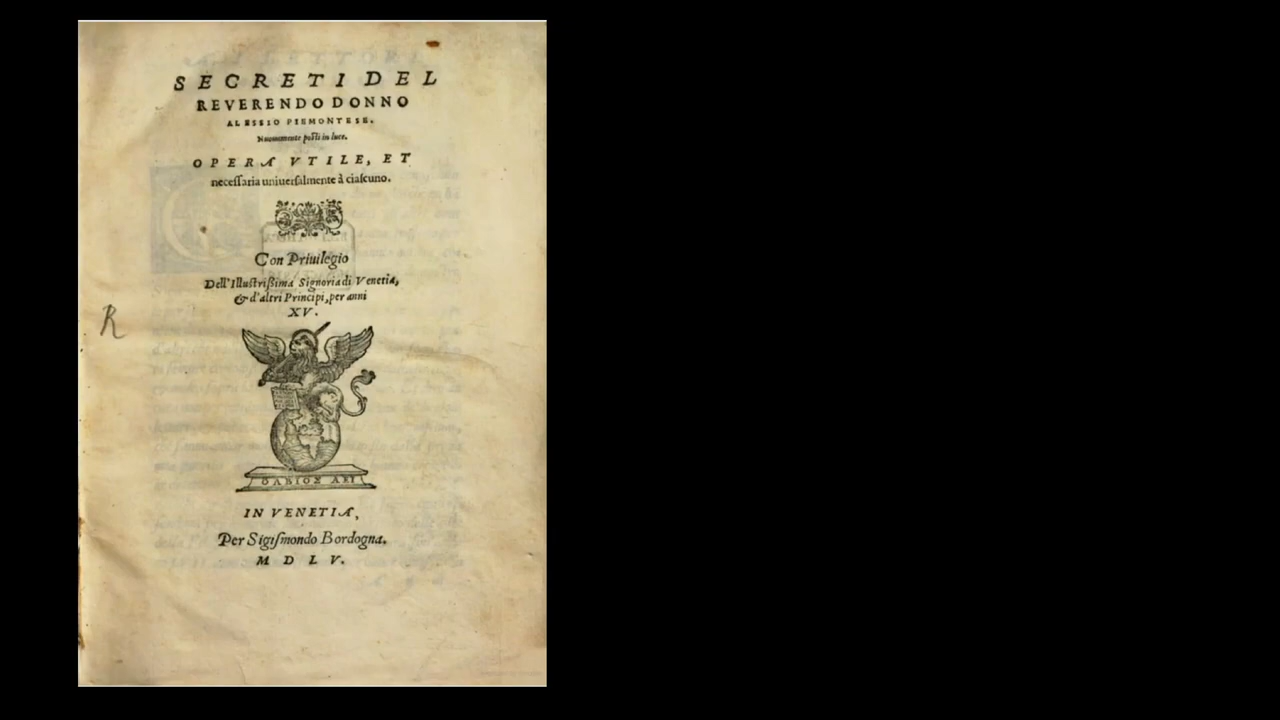 SECRETI DEL
REVERENDO DONNO
ALESSIO PIEMONTESE.
Nuouamente posti in luce.
OPERA VTILE, ET
necessaria uniuersalmente à ciascuno.
Con Priuilegio
Dell'Illustrißima Signoria di Venetia,
& d'altri Principi, per anni
XV.
R
IN VENETIA,
Per Sigismondo Bordogna.
M D L V.